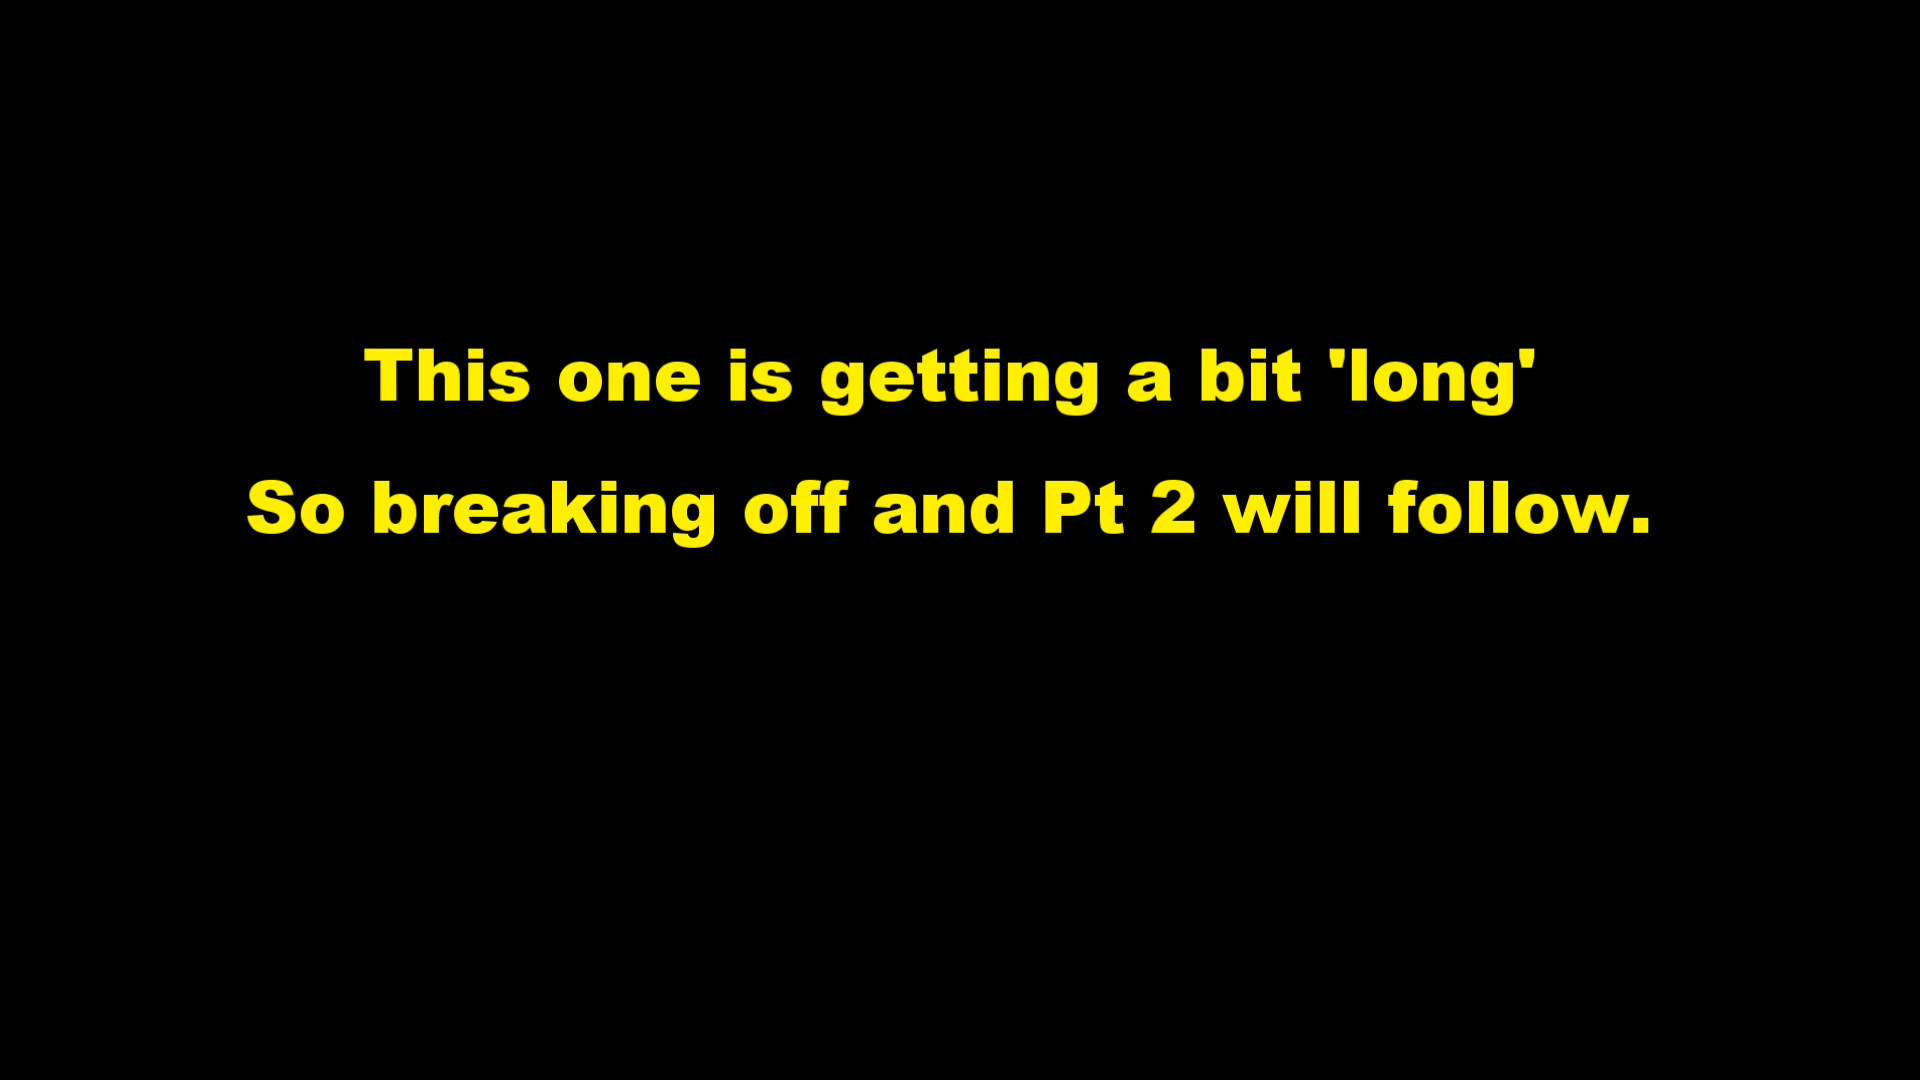 This one is getting a bit 'long'
So breaking off and Pt 2 will follow.